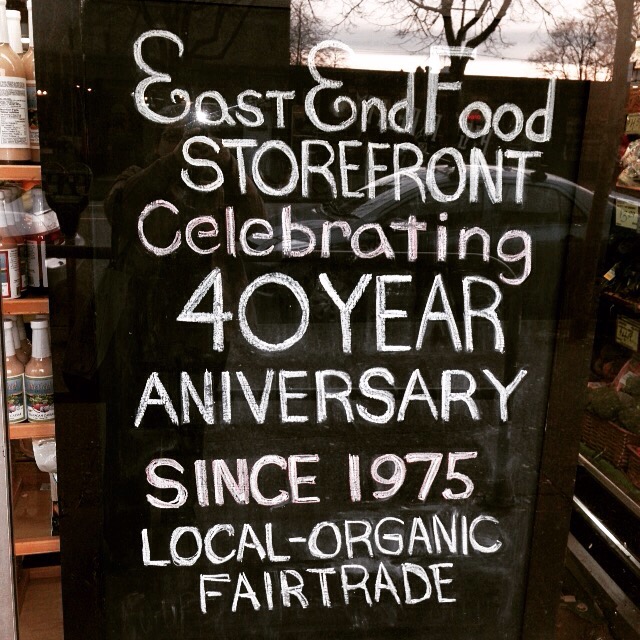 East End Food
STOREFRONT
Celebrating
40 YEAR
ANIVERSARY
SINCE 1975
LOCAL-ORGANIC
FAIRTRADE